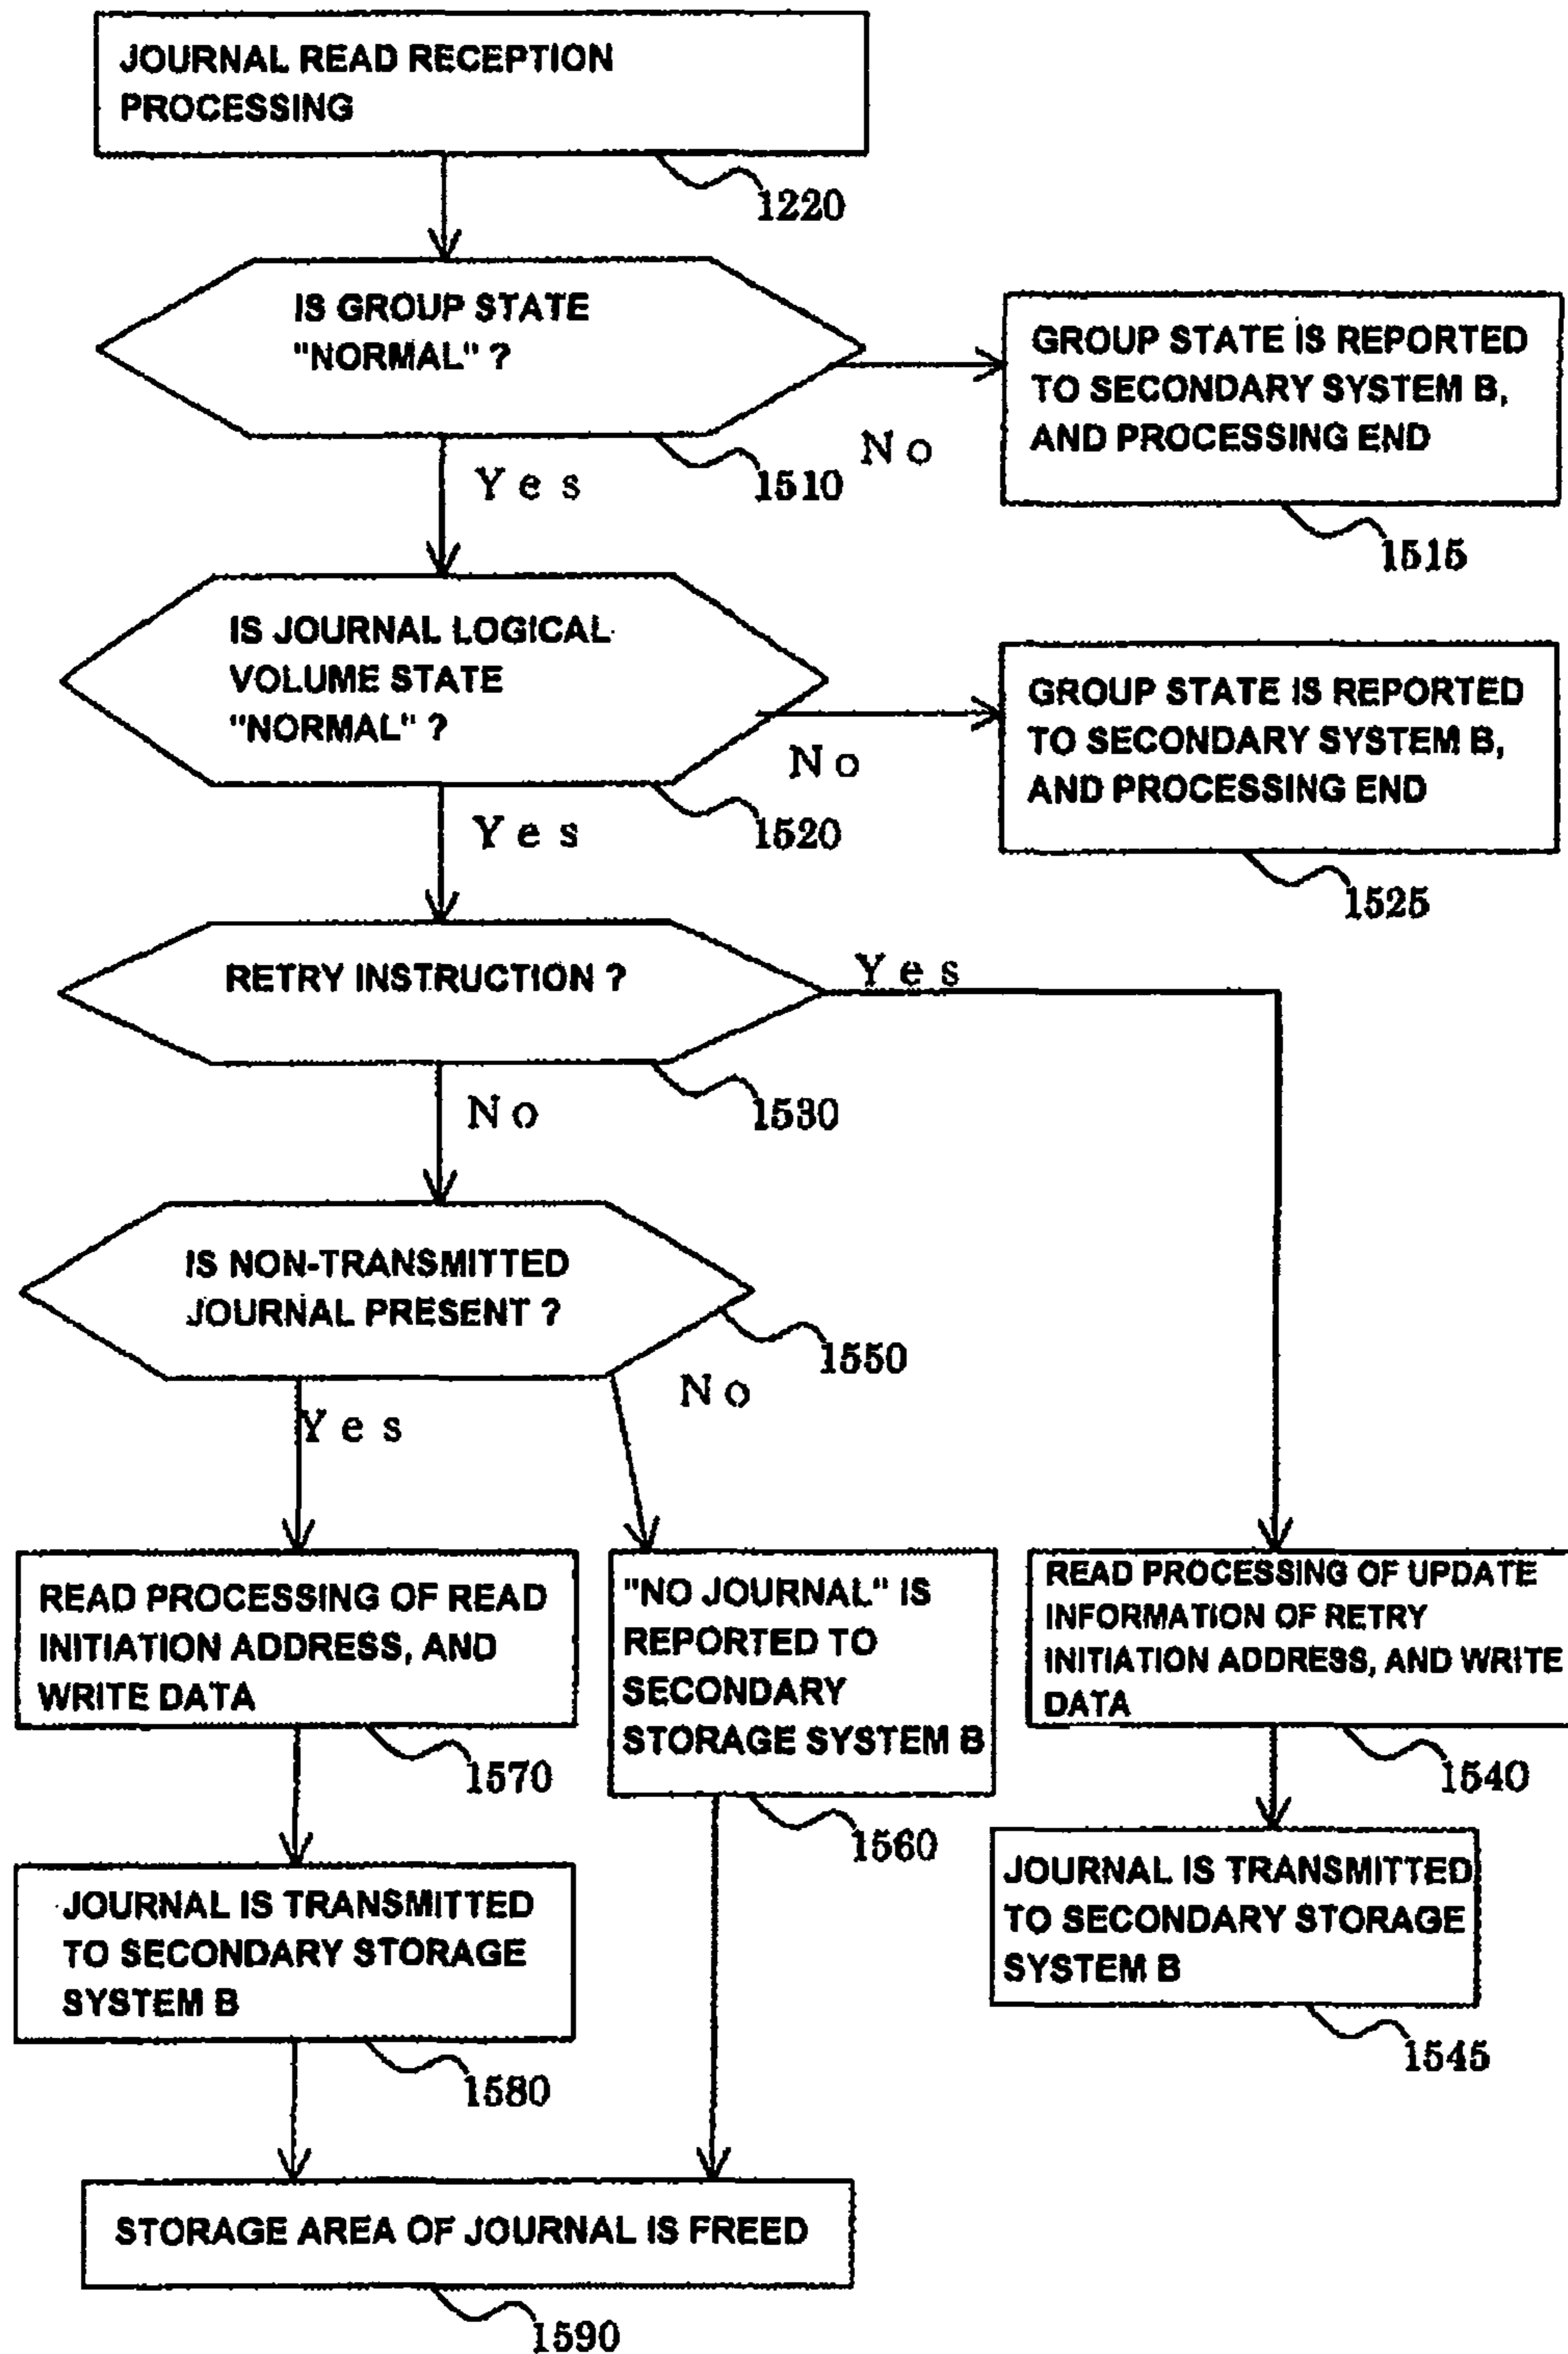 JOURNAL READ RECEPTION
PROCESSING
1220
IS GROUP STATE
"NORMAL" ?
1510
No
Yes
GROUP STATE IS REPORTED
TO SECONDARY SYSTEM B,
AND PROCESSING END
1515
IS JOURNAL LOGICAL
VOLUME STATE
"NORMAL" ?
No
1520
Yes
GROUP STATE IS REPORTED
TO SECONDARY SYSTEM B,
AND PROCESSING END
1525
RETRY INSTRUCTION ?
Yes
1530
No
IS NON-TRANSMITTED
JOURNAL PRESENT ?
1550
No
Yes
READ PROCESSING OF READ
INITIATION ADDRESS, AND
WRITE DATA
1570
"NO JOURNAL" IS
REPORTED TO
SECONDARY
STORAGE SYSTEM B
1560
READ PROCESSING OF UPDATE
INFORMATION OF RETRY
INITIATION ADDRESS, AND WRITE
DATA
1540
JOURNAL IS TRANSMITTED
TO SECONDARY STORAGE
SYSTEM B
1580
JOURNAL IS TRANSMITTED
TO SECONDARY STORAGE
SYSTEM B
1545
STORAGE AREA OF JOURNAL IS FREED
1590